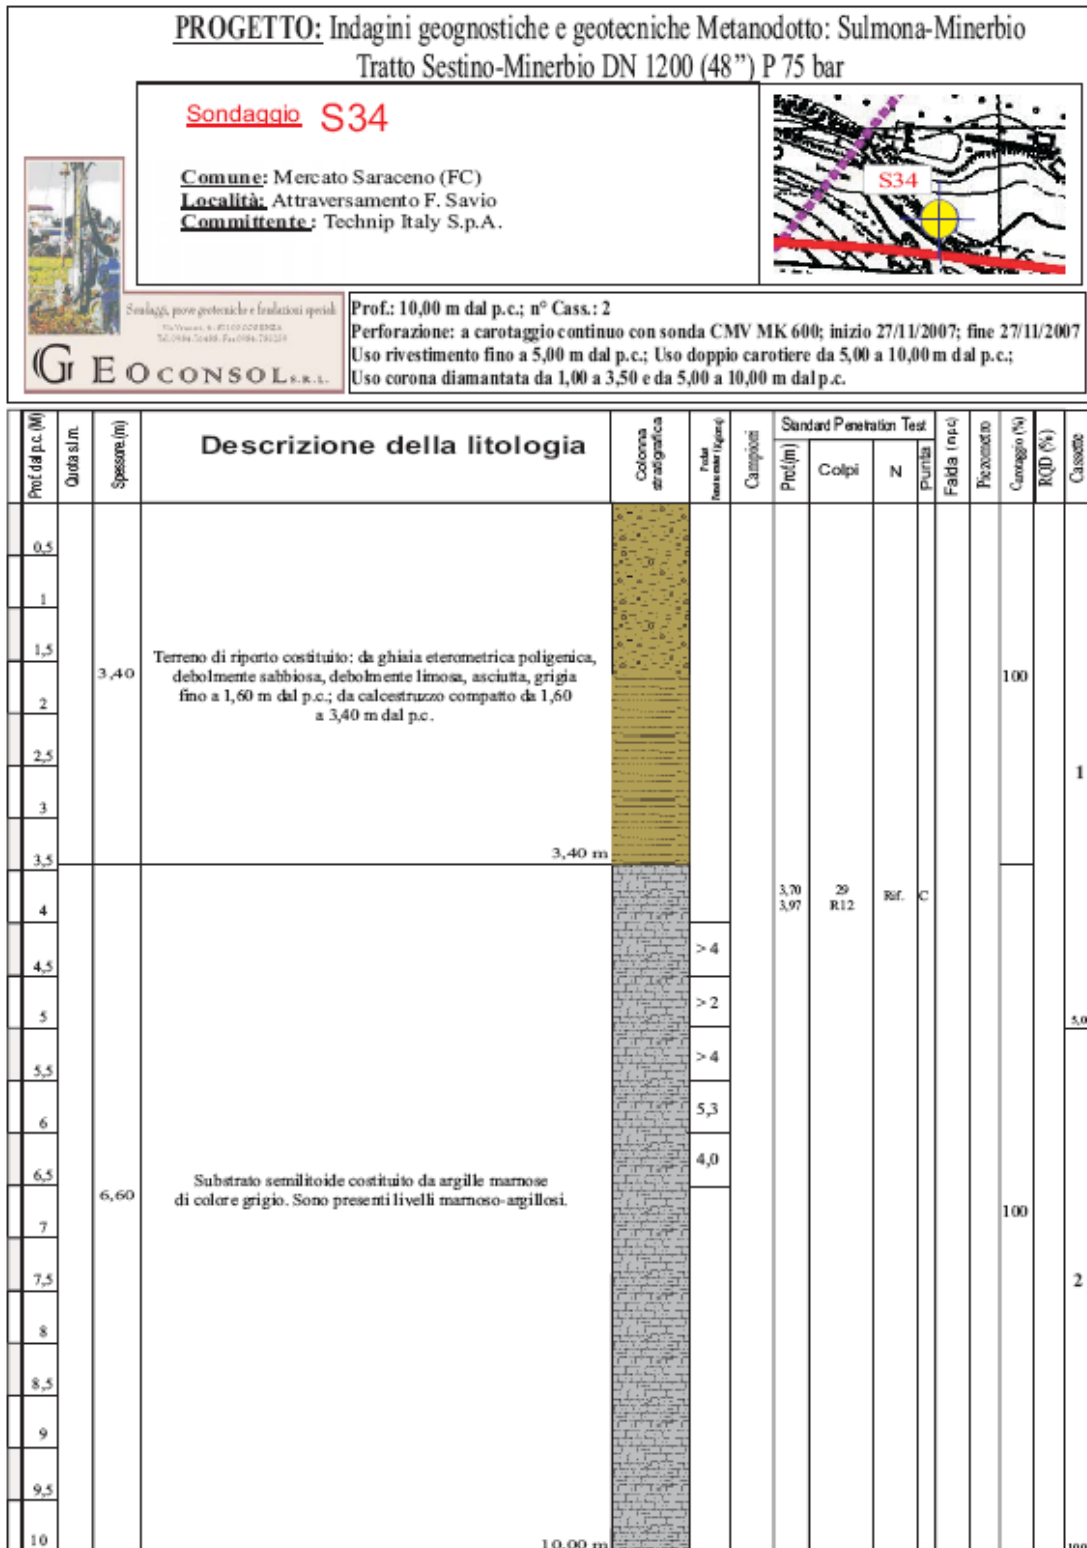 PROGETTO: Indagini geognostiche e geotecniche Metanodotto: Sulmona-Minerbio
Tratto Sestino-Minerbio DN 1200 (48") P 75 bar
Sondaggio S34
Comune: Mercato Saraceno (FC)
Località: Attraversamento F. Savio
Committente: Technip Italy S.p.A.
S34
Sondaggi, prove geotecniche e fondazioni speciali
GEOCONSOL S.R.L.
Prof.: 10,00 m dal p.c.; n° Cass.: 2
Perforazione: a carotaggio continuo con sonda CMV MK 600; inizio 27/11/2007; fine 27/11/2007
Uso rivestimento fino a 5,00 m dal p.c.; Uso doppio carotiere da 5,00 a 10,00 m dal p.c.;
Uso corona diamantata da 1,00 a 3,50 e da 5,00 a 10,00 m dal p.c.
Prof. dal p.c. (M)
Quota s.l.m.
Spessore.(m)
Descrizione della litologia
Colonna stratigrafica
Campioni
Standard Penetration Test
Prof.(m)
Colpi
N
Punta
Falda (m p.c)
Piezometro
Carotaggio (%)
RQD (%)
Cassette
0,5
1
1,5
2
2,5
3
3,5
4
4,5
5
5,5
6
6,5
7
7,5
8
8,5
9
9,5
10
3,40
Terreno di riporto costituito: da ghiaia eterometrica poligenica,
debolmente sabbiosa, debolmente limosa, asciutta, grigia
fino a 1,60 m dal p.c.; da calcestruzzo compatto da 1,60
a 3,40 m dal p.c.
3,40 m
100
1
3,70
3,97
29
R12
Rif.
C
> 4
> 2
> 4
5,3
4,0
6,60
Substrato semilitoide costituito da argille marnose
di colore grigio. Sono presenti livelli marnoso-argillosi.
100
2
10,00 m